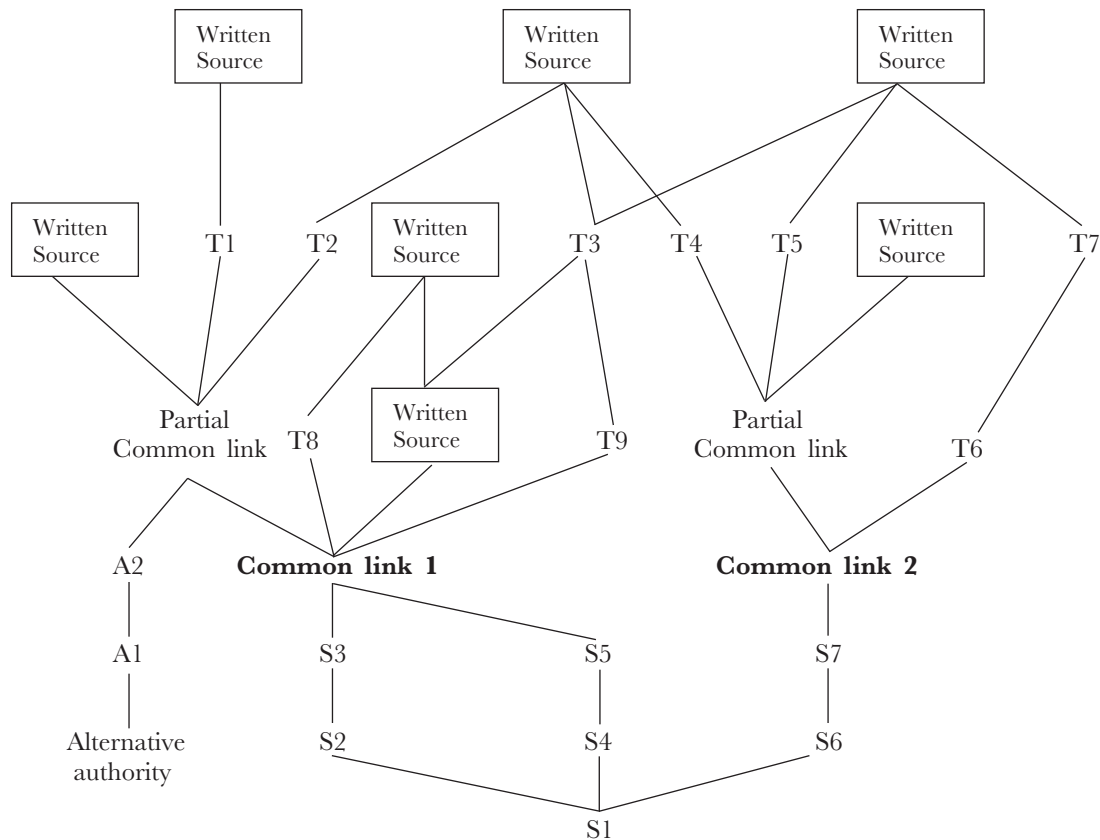 Written
Source
Written
Source
Written
Source
Written
Source
T1
T2
Written
Source
T3
T4
T5
Written
Source
T7
Partial
Common link
T8
Written
Source
T9
Partial
Common link
T6
A2
Common link 1
Common link 2
A1
S3
S5
S7
Alternative
authority
S2
S4
S6
S1